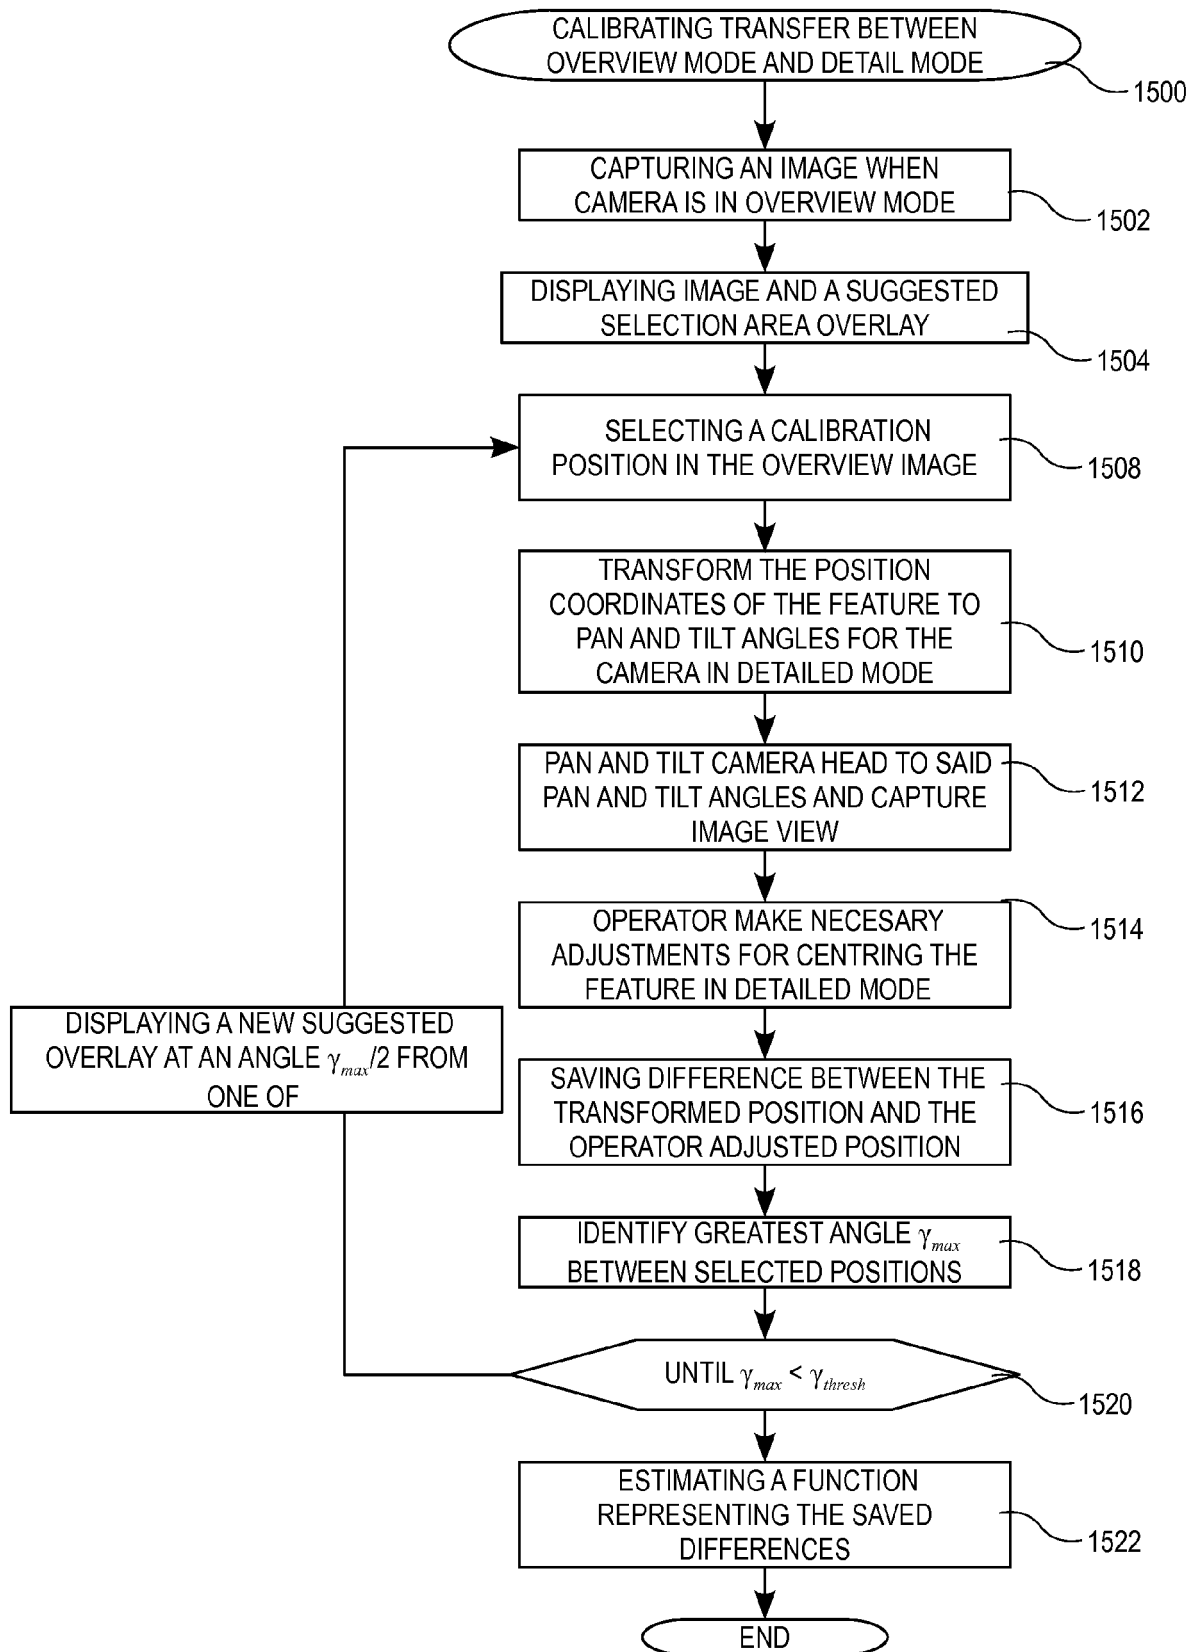 CALIBRATING TRANSFER BETWEEN
OVERVIEW MODE AND DETAIL MODE
1500
CAPTURING AN IMAGE WHEN
CAMERA IS IN OVERVIEW MODE
1502
DISPLAYING IMAGE AND A SUGGESTED
SELECTION AREA OVERLAY
1504
SELECTING A CALIBRATION
POSITION IN THE OVERVIEW IMAGE
1508
TRANSFORM THE POSITION
COORDINATES OF THE FEATURE TO
PAN AND TILT ANGLES FOR THE
CAMERA IN DETAILED MODE
1510
PAN AND TILT CAMERA HEAD TO SAID
PAN AND TILT ANGLES AND CAPTURE
IMAGE VIEW
1512
OPERATOR MAKE NECESARY
ADJUSTMENTS FOR CENTRING THE
FEATURE IN DETAILED MODE
1514
DISPLAYING A NEW SUGGESTED
OVERLAY AT AN ANGLE γmax/2 FROM
ONE OF
SAVING DIFFERENCE BETWEEN THE
TRANSFORMED POSITION AND THE
OPERATOR ADJUSTED POSITION
1516
IDENTIFY GREATEST ANGLE γmax
BETWEEN SELECTED POSITIONS
1518
UNTIL γmax < γthresh
1520
ESTIMATING A FUNCTION
REPRESENTING THE SAVED
DIFFERENCES
1522
END